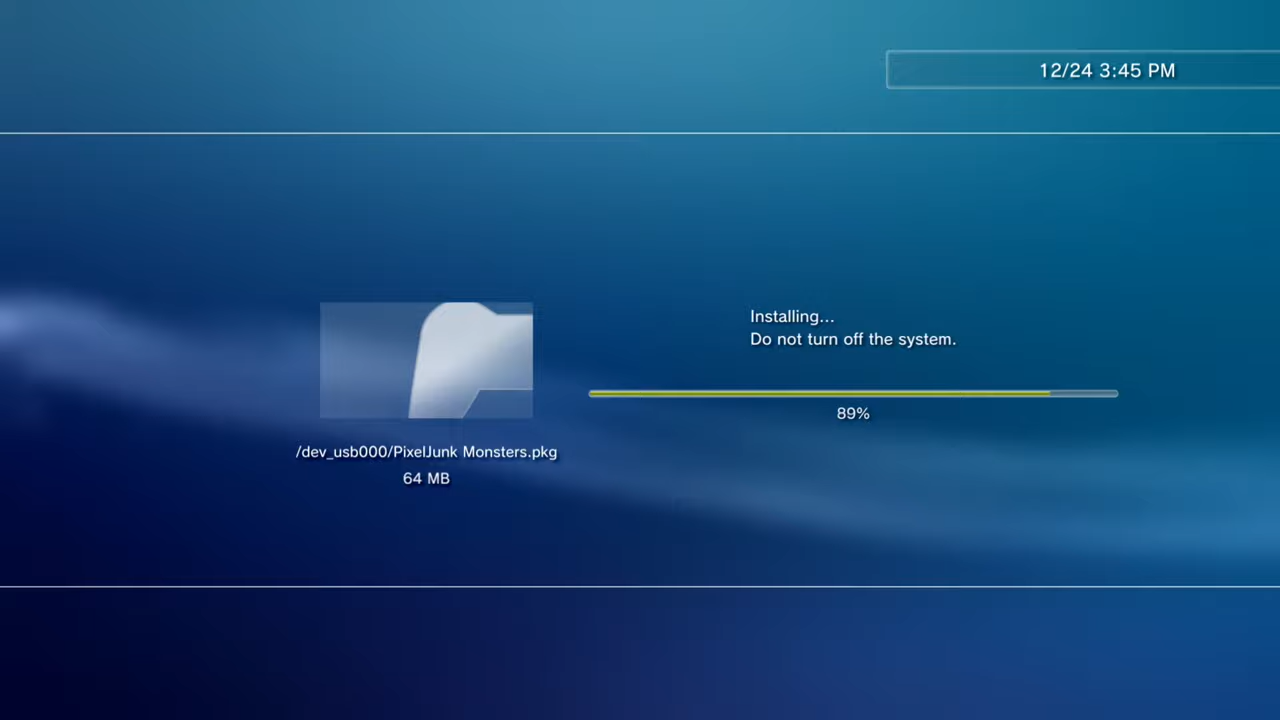 12/24 3:45 PM
Installing...
Do not turn off the system.
89%
/dev_usb000/PixelJunk Monsters.pkg
64 MB